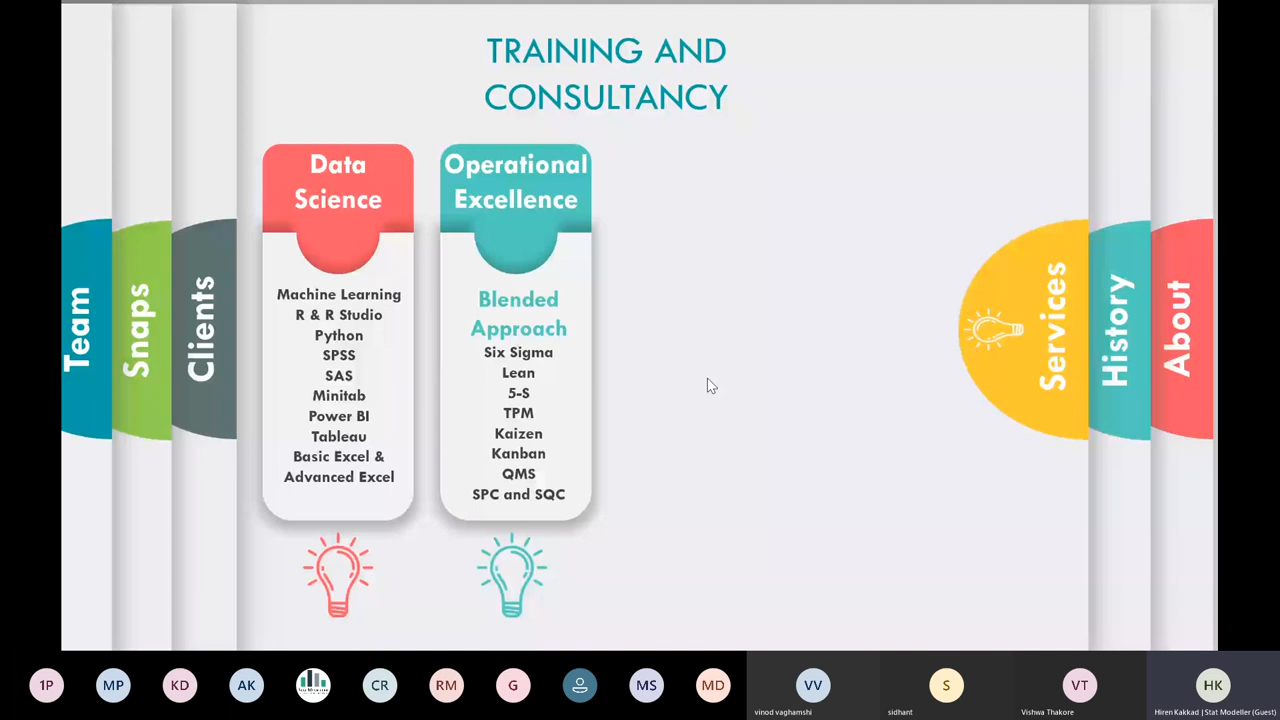 TRAINING AND
CONSULTANCY
Data
Science
Machine Learning
R & R Studio
Python
SPSS
SAS
Minitab
Power BI
Tableau
Basic Excel &
Advanced Excel
Operational
Excellence
Blended
Approach
Six Sigma
Lean
5-S
TPM
Kaizen
Kanban
QMS
SPC and SQC
Team
Snaps
Clients
Services
History
About
1P
MP
KD
AK
CR
RM
G
MS
MD
VV
vinod vaghamshi
S
sidhant
VT
Vishwa Thakore
HK
Hiren Kakkad | Stat Modeller (Guest)